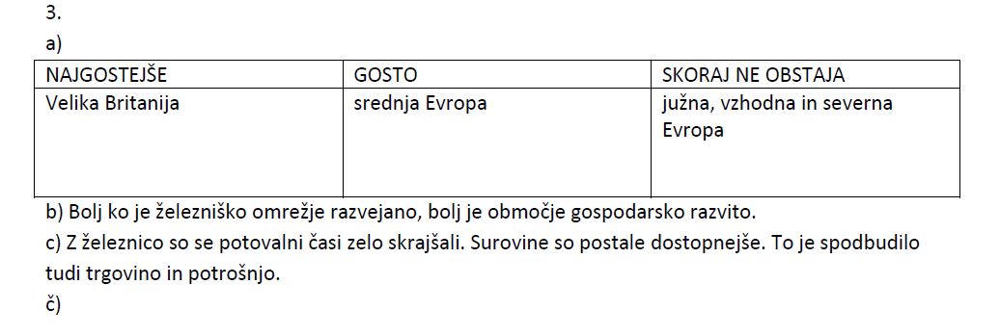 3.
a)
NAJGOSTEJŠE GOSTO SKORAJ NE OBSTAJA
Velika Britanija srednja Evropa južna, vzhodna in severna
Evropa
b) Bolj ko je železniško omrežje razvejano, bolj je območje gospodarsko razvito.
c) Z železnico so se potovalni časi zelo skrajšali. Surovine so postale dostopnejše. To je spodbudilo
tudi trgovino in potrošnjo.
č)